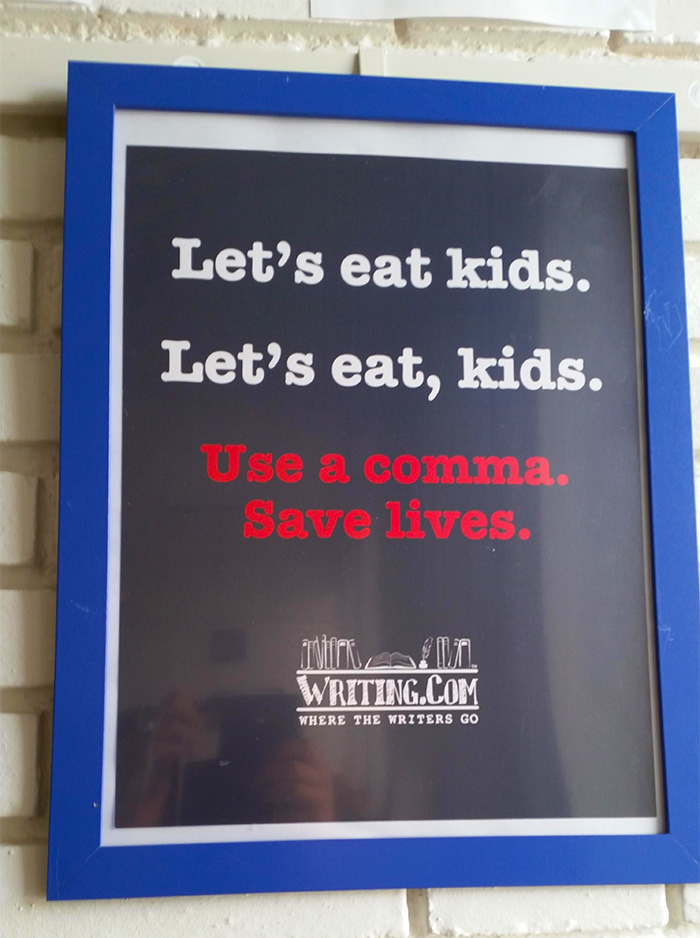 Let's eat kids.
Let's eat, kids.
Use a comma.
Save lives.
WRITING.COM
WHERE THE WRITERS GO